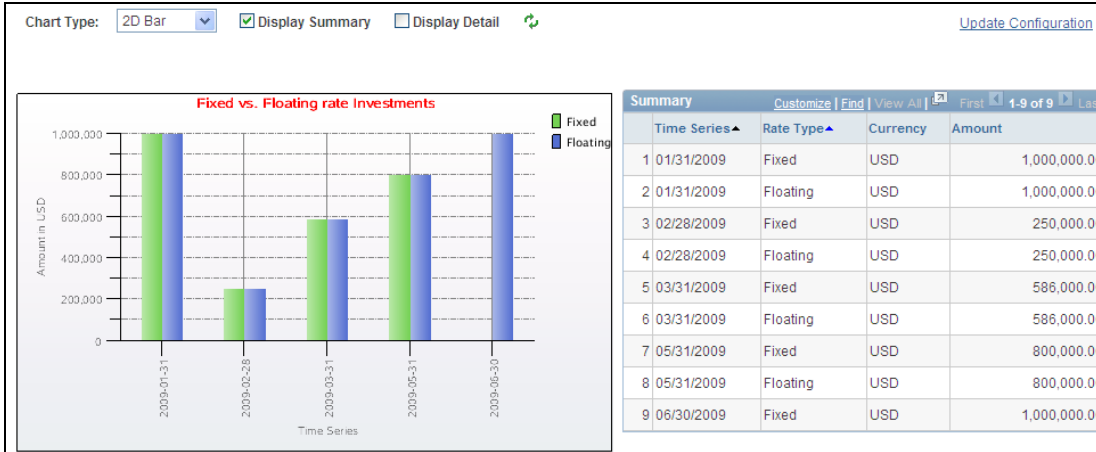 Chart Type: 2D Bar Display Summary Display Detail Update Configuration
Fixed vs. Floating rate Investments
Fixed
Floating
Amount in USD
1,000,000
800,000
600,000
400,000
200,000
0
2009-01-31
2009-02-28
2009-03-31
2009-05-31
2009-06-30
Time Series
Summary Customize | Find | View All | First 1-9 of 9 Las
Time Series Rate Type Currency Amount
1 01/31/2009 Fixed USD 1,000,000.0
2 01/31/2009 Floating USD 1,000,000.0
3 02/28/2009 Fixed USD 250,000.0
4 02/28/2009 Floating USD 250,000.0
5 03/31/2009 Fixed USD 586,000.0
6 03/31/2009 Floating USD 586,000.0
7 05/31/2009 Fixed USD 800,000.0
8 05/31/2009 Floating USD 800,000.0
9 06/30/2009 Fixed USD 1,000,000.0